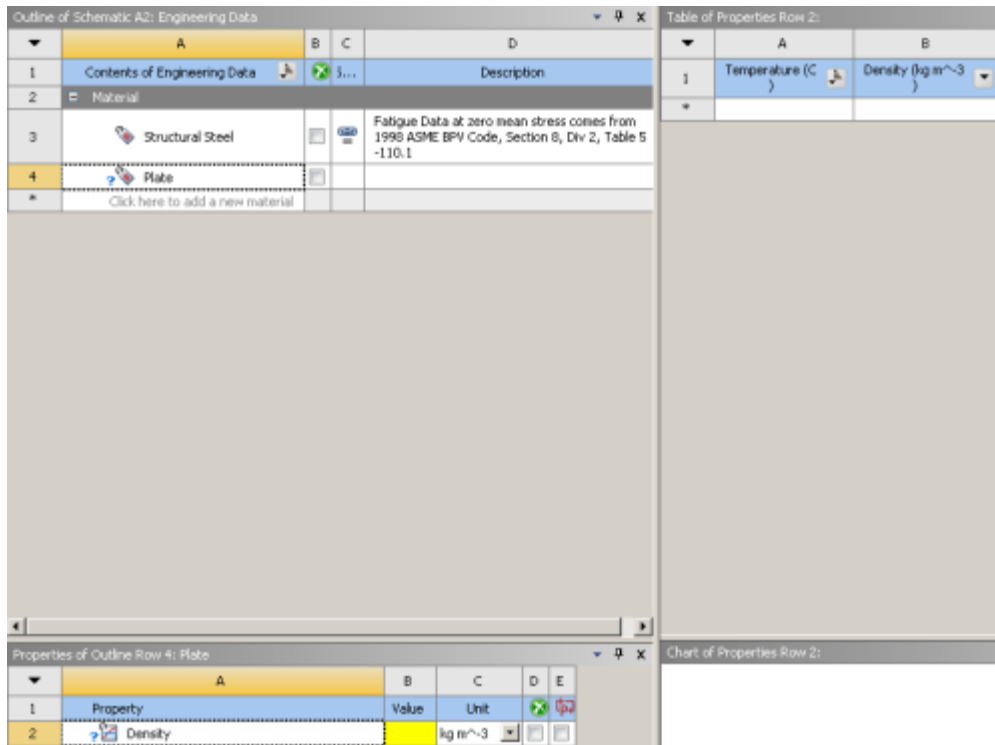 Outline of Schematic A2: Engineering Data
A B C D
1 Contents of Engineering Data 5... Description
2 Material
3 Structural Steel
Fatigue Data at zero mean stress comes from
1998 ASME BPV Code, Section 8, Div 2, Table 5
-110.1
4 ? Plate
* Click here to add a new material
Table of Properties Row 2:
A B
1 Temperature (C
)
Density (kg m^-3
)
*
Properties of Outline Row 4: Plate
A B C D E
1 Property Value Unit
2 ? Density kg m^-3
Chart of Properties Row 2: